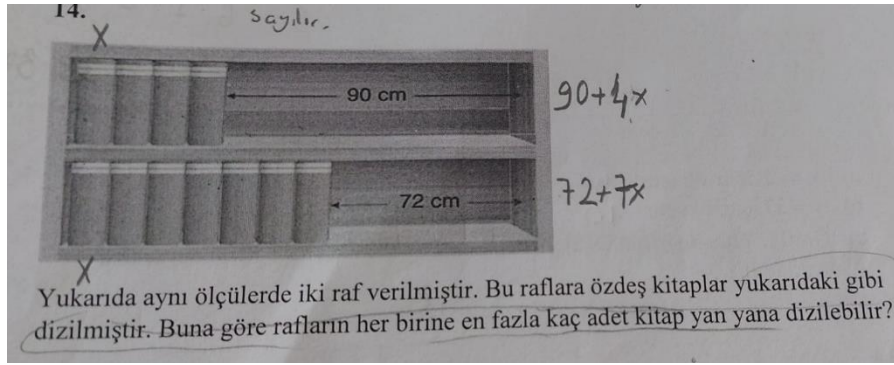 14.
sayılır.
X
90 cm
90+4x
72 cm
72+7x
X
Yukarıda aynı ölçülerde iki raf verilmiştir. Bu raflara özdeş kitaplar yukarıdaki gibi
dizilmiştir. Buna göre rafların her birine en fazla kaç adet kitap yan yana dizilebilir?